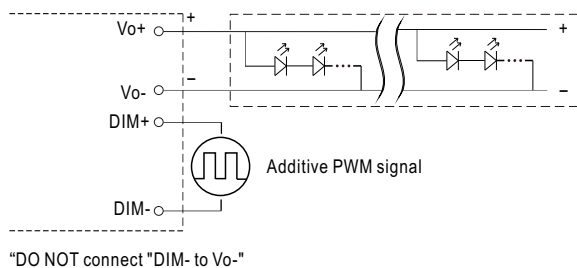 Vo+
+
+
Vo-
−
−
DIM+
Additive PWM signal
DIM-
“DO NOT connect "DIM- to Vo-"